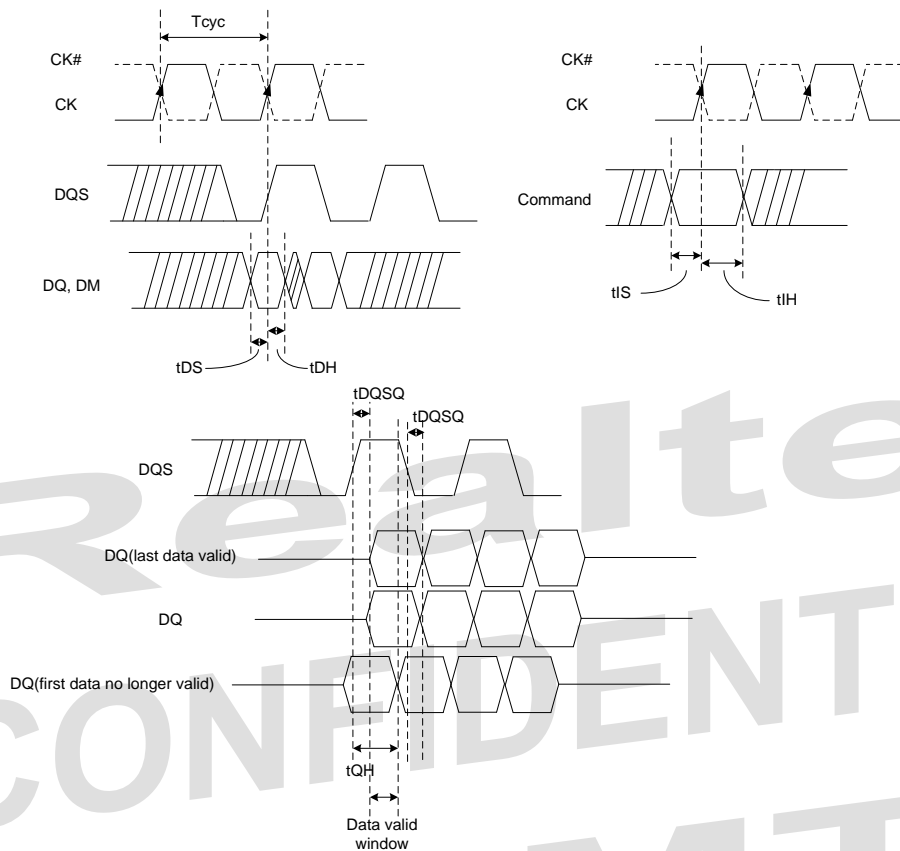 Tcyc
CK#
CK
DQS
DQ, DM
tDS
tDH
CK#
CK
Command
tIS
tIH
tDQSQ
tDQSQ
DQS
DQ(last data valid)
DQ
DQ(first data no longer valid)
tQH
Data valid
window
Realte
CONFIDENT
MT